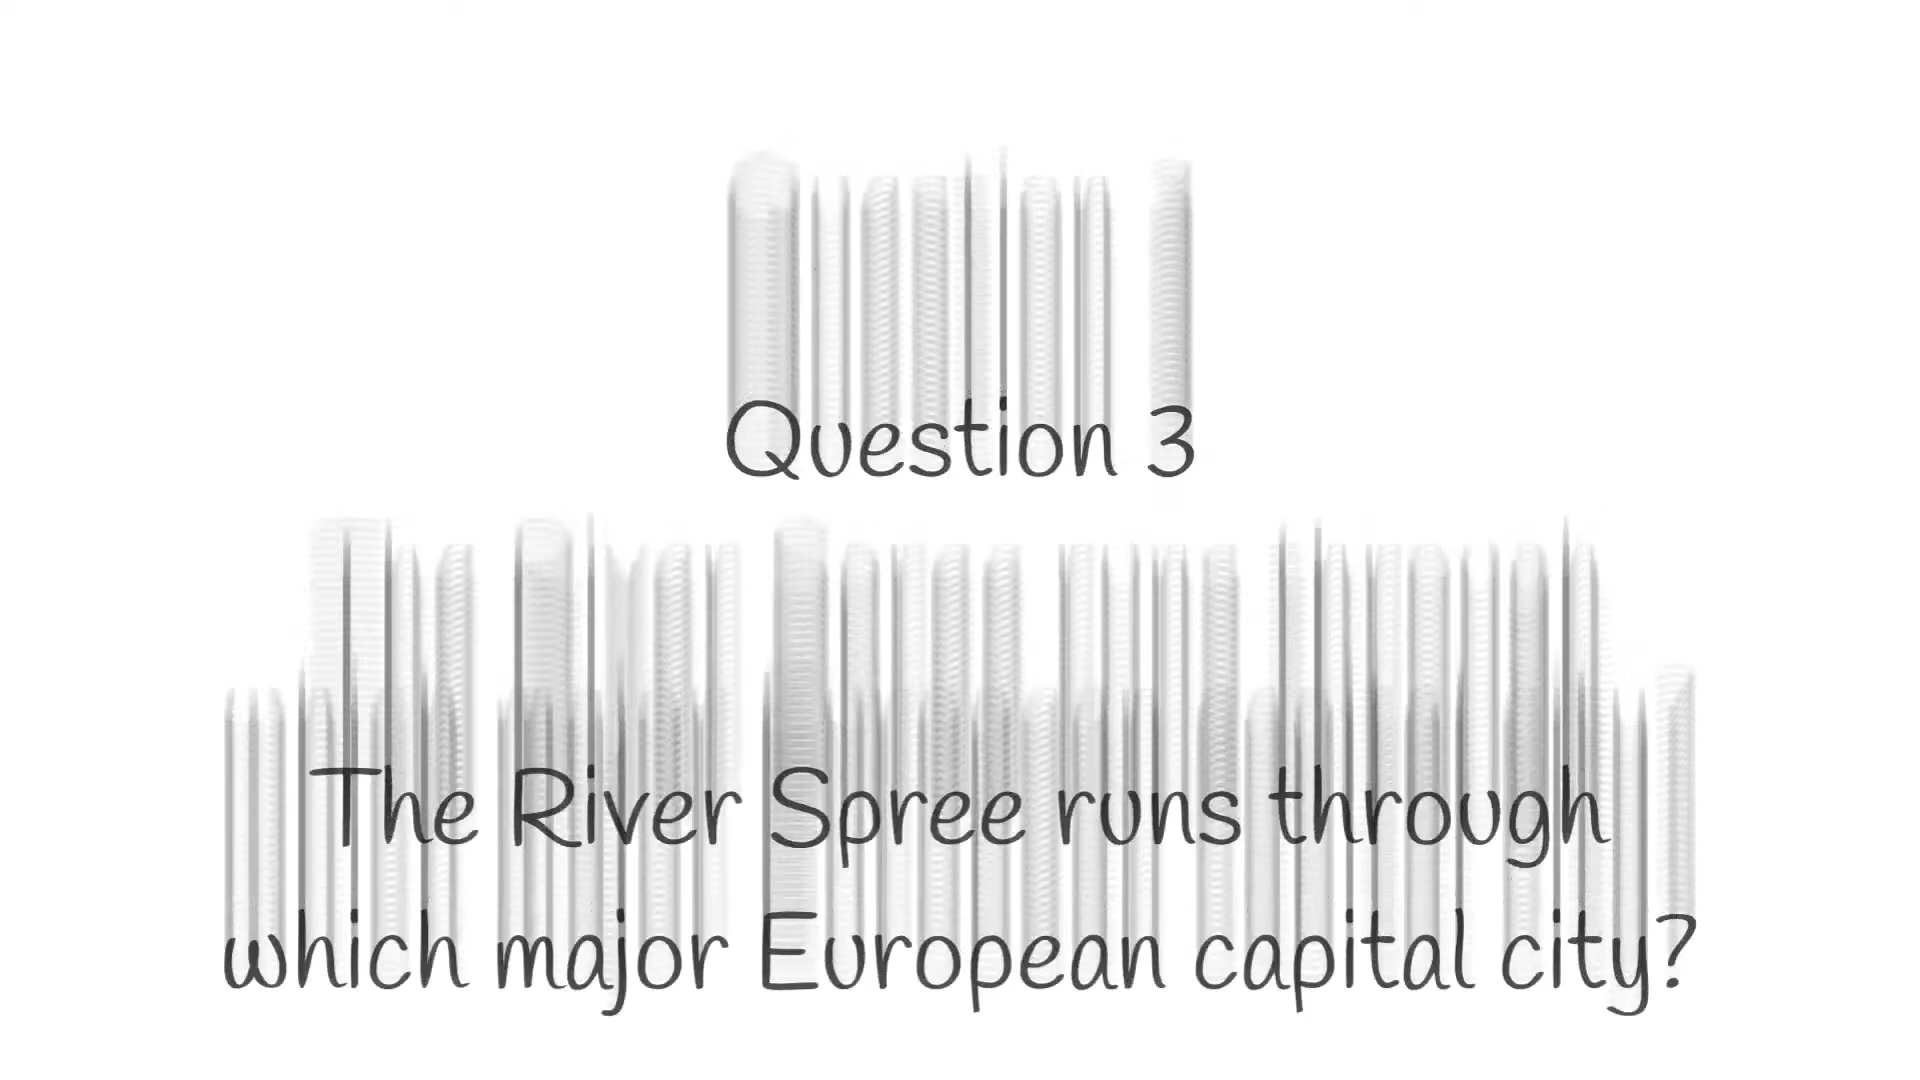 Question 3
The River Spree runs through
which major European capital city?